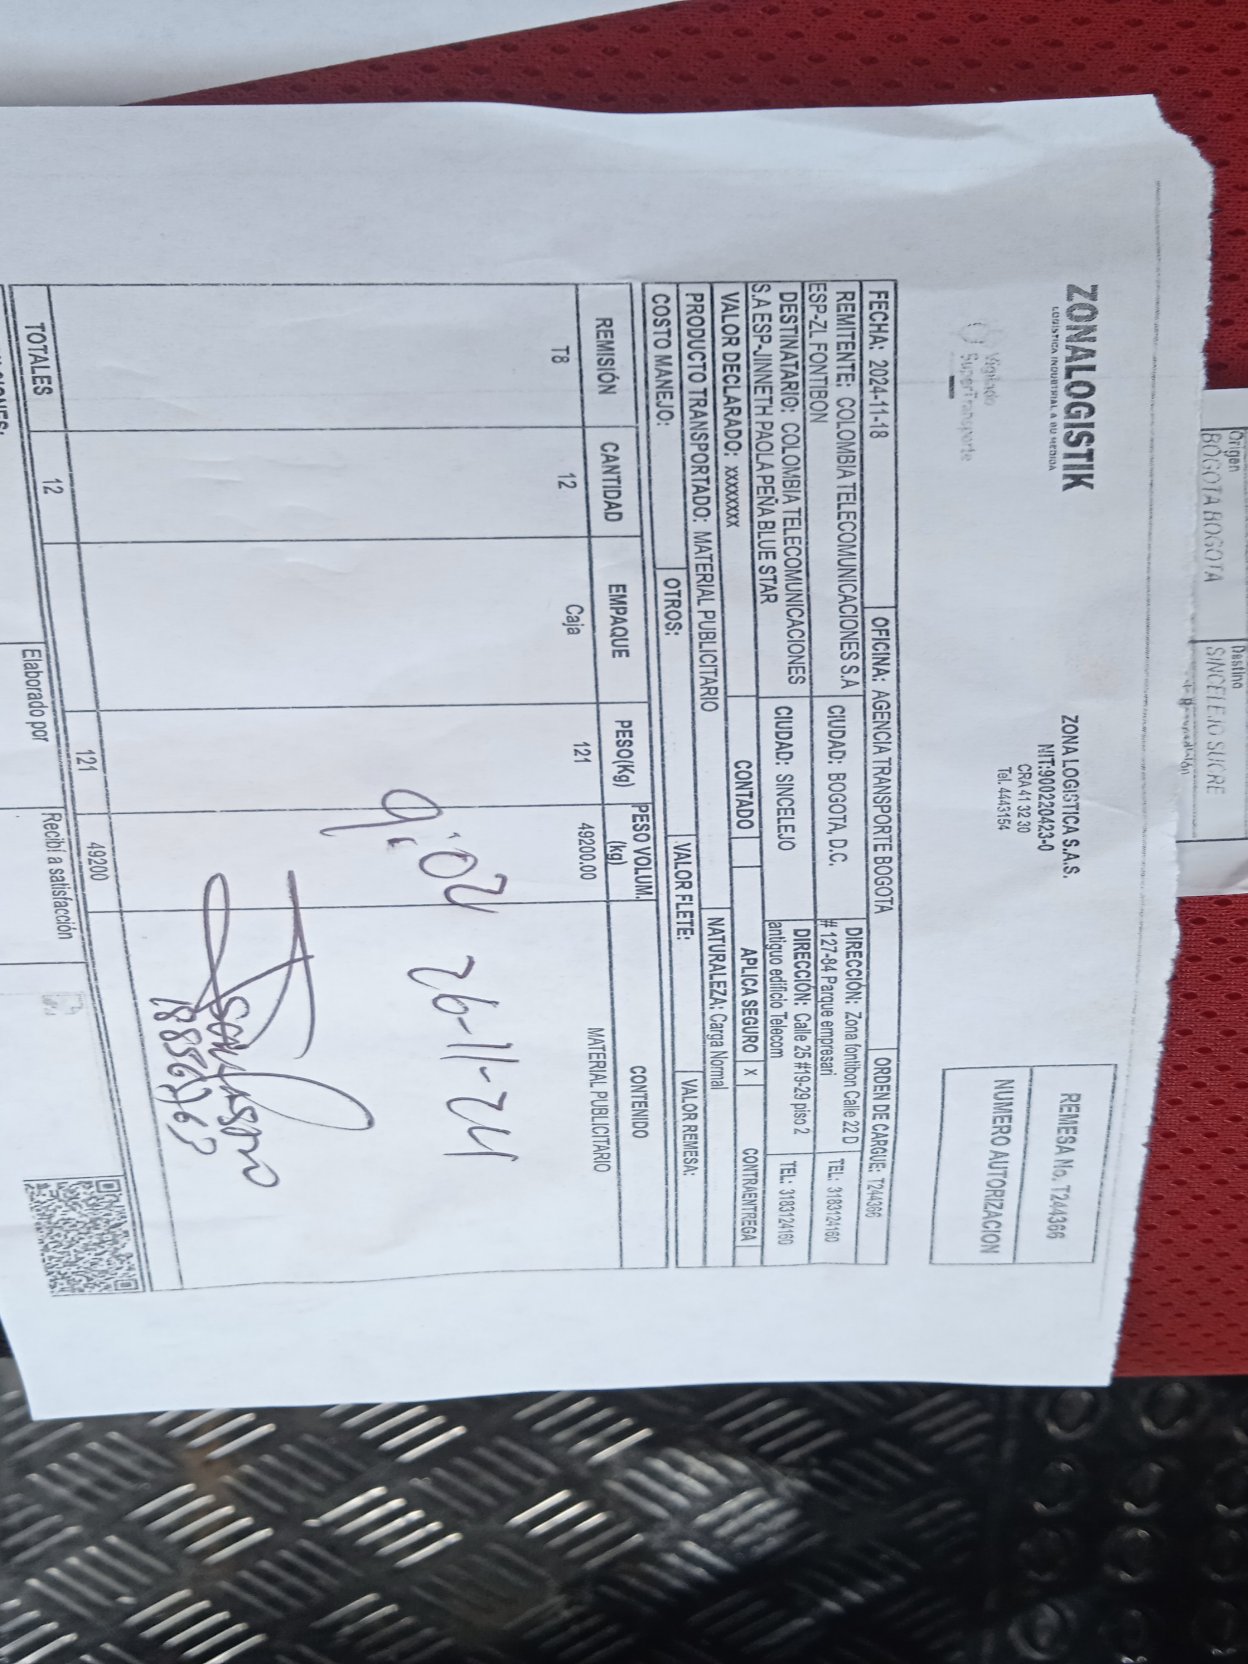 Origen
BOGOTA BOGOTA
Destino
SINCELEJO SUCRE
ZONALOGISTIK
LOGISTICA INDUSTRIAL A SU MEDIDA
Vigilado
SuperTransporte
ZONA LOGISTICA S.A.S.
NIT:900220423-0
CRA 41 32 30
Tel. 4443154
REMESA No. T244366
NUMERO AUTORIZACION
FECHA: 2024-11-18
OFICINA: AGENCIA TRANSPORTE BOGOTA
ORDEN DE CARGUE: T244366
REMITENTE: COLOMBIA TELECOMUNICACIONES S.A
ESP-ZL FONTIBON
CIUDAD: BOGOTA, D.C.
DIRECCIÓN: Zona fontibon Calle 22 D
# 127-84 Parque empresari
TEL: 3183124160
DESTINATARIO: COLOMBIA TELECOMUNICACIONES
S.A ESP-JINNETH PAOLA PEÑA BLUE STAR
CIUDAD: SINCELEJO
DIRECCIÓN: Calle 25 #19-29 piso 2
antiguo edificio Telecom
TEL: 3183124160
VALOR DECLARADO: xxxxxxx
CONTADO
APLICA SEGURO X
CONTRAENTREGA
PRODUCTO TRANSPORTADO: MATERIAL PUBLICITARIO
NATURALEZA: Carga Normal
COSTO MANEJO:
OTROS:
VALOR FLETE:
VALOR REMESA:
REMISIÓN CANTIDAD EMPAQUE PESO(Kg) PESO VOLUM.(kg) CONTENIDO
T8 12 Caja 121 49200.00 MATERIAL PUBLICITARIO
9:02 26-11-24
TOTALES 12 121 49200
Elaborado por
Recibí a satisfacción